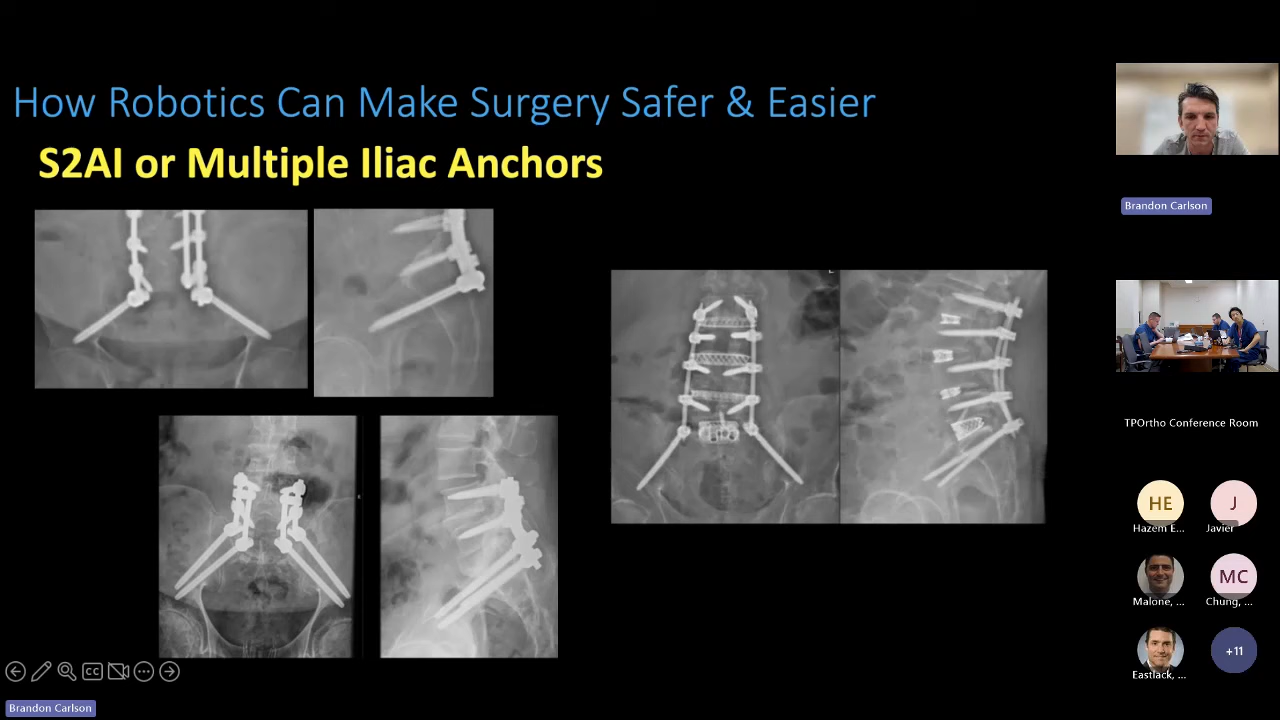 How Robotics Can Make Surgery Safer & Easier
S2AI or Multiple Iliac Anchors
L
Brandon Carlson
TPOrtho Conference Room
HE
Hazem E...
J
Javier
Malone, ...
MC
Chung, ...
Eastlack, ...
+11
CC
Brandon Carlson